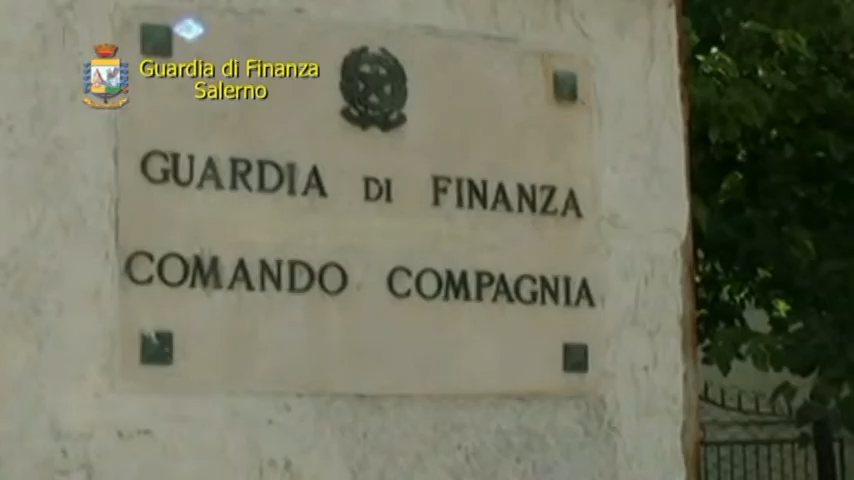 Guardia di Finanza
Salerno
GUARDIA DI FINANZA
COMANDO COMPAGNIA